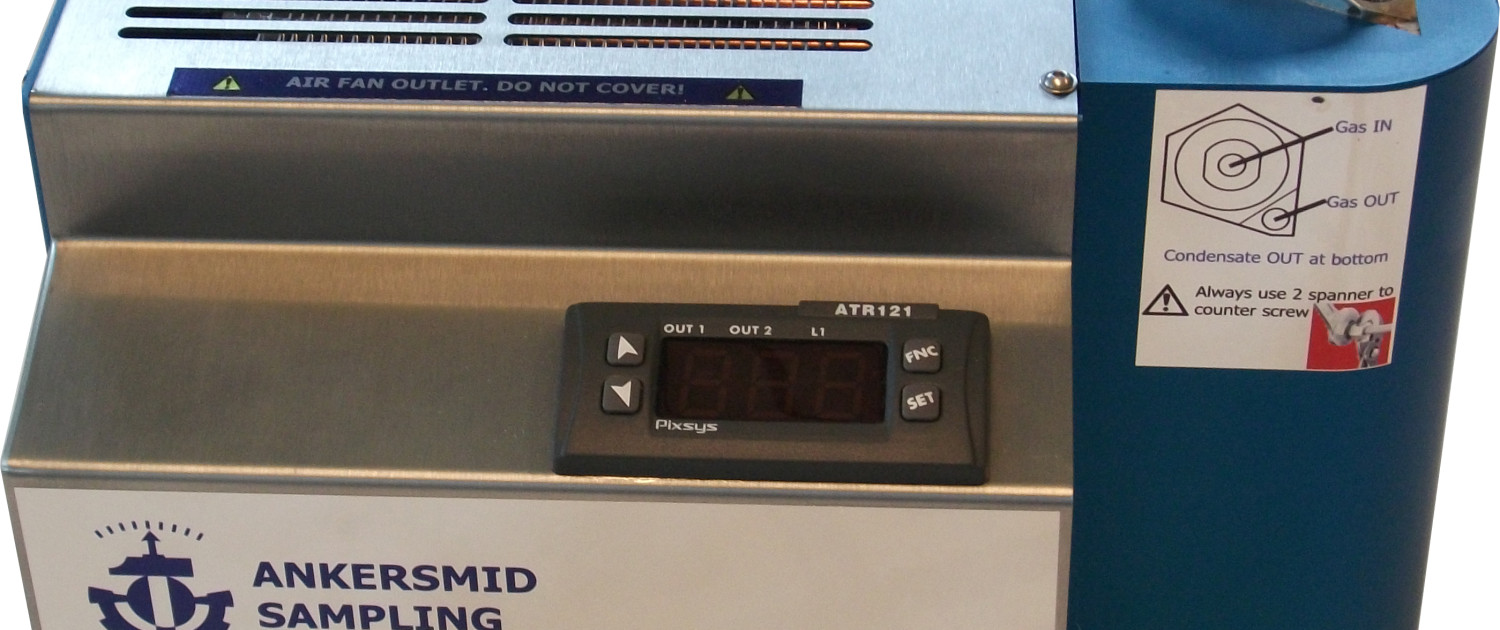 AIR FAN OUTLET. DO NOT COVER!
Gas IN
Gas OUT
Condensate OUT at bottom
Always use 2 spanner to
counter screw
ATR121
OUT 1 OUT 2 L1
FNC
SET
Pixsys
ANKERSMID
SAMPLING